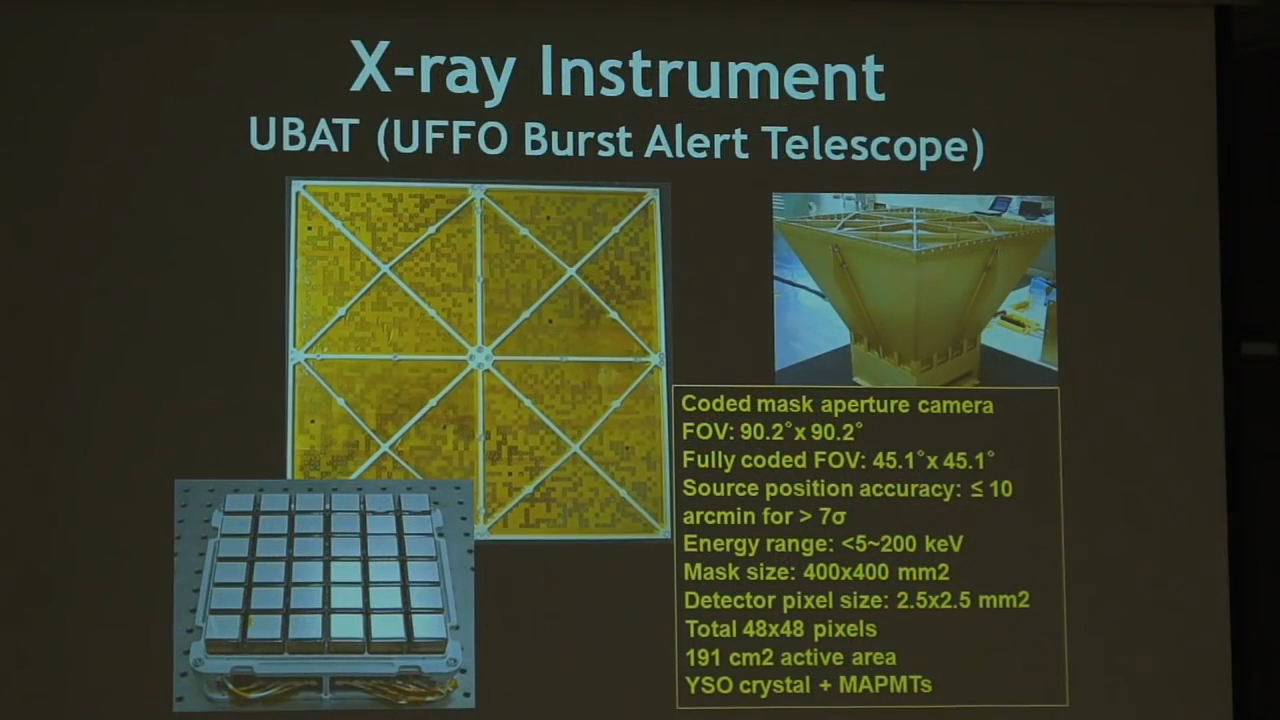 X-ray Instrument
UBAT (UFFO Burst Alert Telescope)
Coded mask aperture camera
FOV: 90.2˚x 90.2˚
Fully coded FOV: 45.1˚x 45.1˚
Source position accuracy: ≤ 10
arcmin for > 7σ
Energy range: <5~200 keV
Mask size: 400x400 mm2
Detector pixel size: 2.5x2.5 mm2
Total 48x48 pixels
191 cm2 active area
YSO crystal + MAPMTs